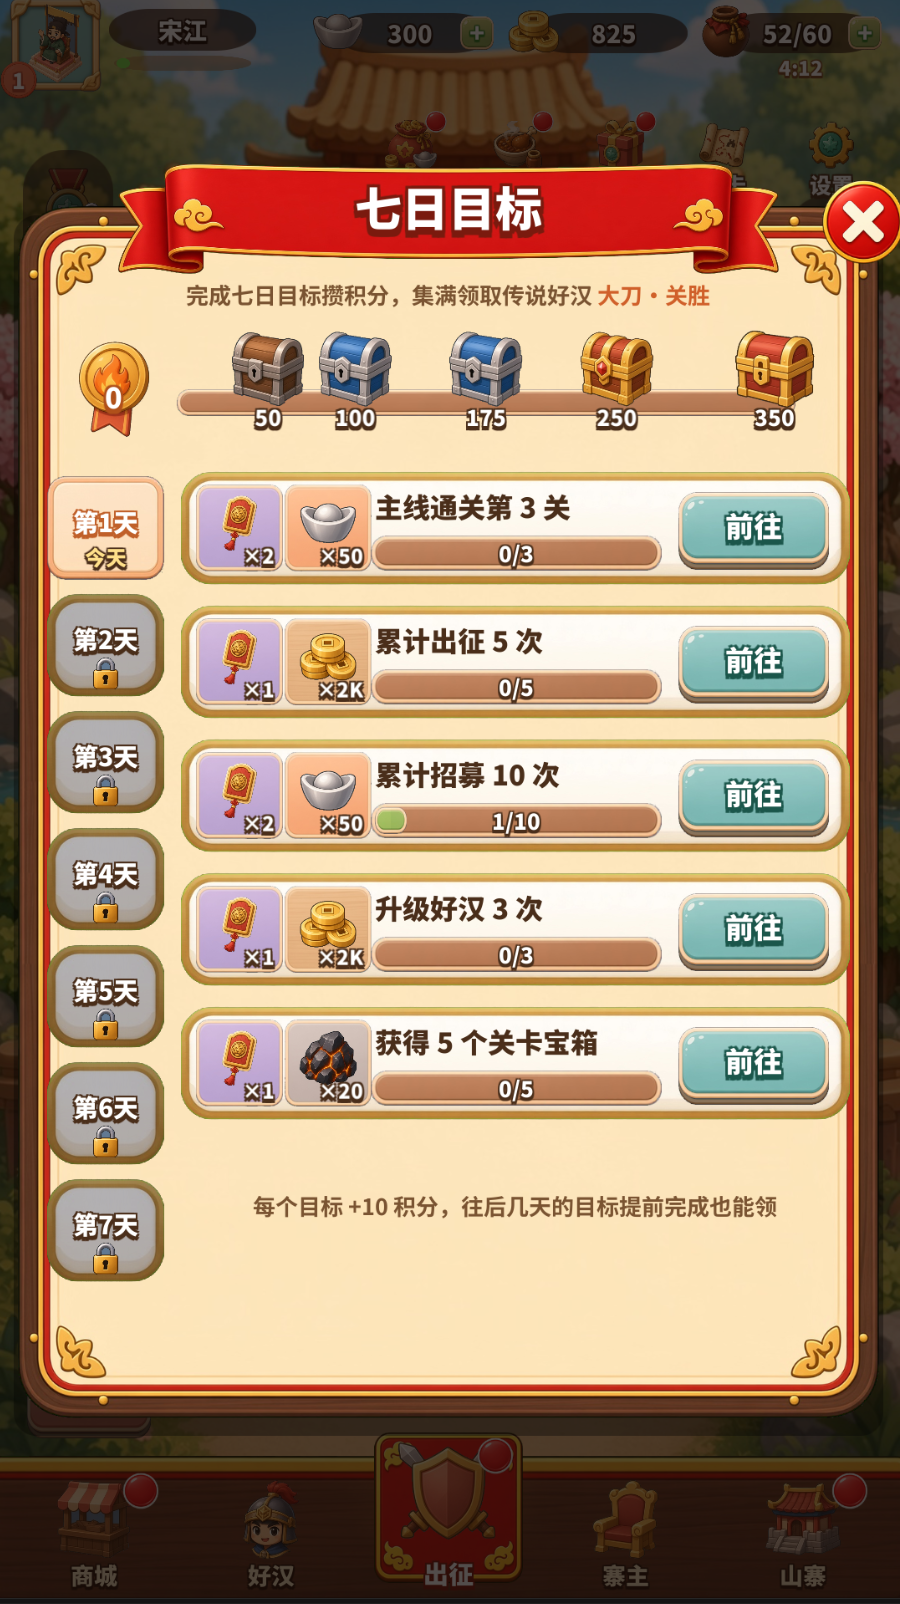 宋江
300
825
52/60
1
4:12
设置
七日目标
完成七日目标攒积分，集满领取传说好汉 大刀·关胜
0
50
100
175
250
350
第1天
今天
第2天
第3天
第4天
第5天
第6天
第7天
主线通关第 3 关
×2
×50
0/3
前往
累计出征 5 次
×1
×2K
0/5
前往
累计招募 10 次
×2
×50
1/10
前往
升级好汉 3 次
×1
×2K
0/3
前往
获得 5 个关卡宝箱
×1
×20
0/5
前往
每个目标 +10 积分，往后几天的目标提前完成也能领
商城
好汉
出征
寨主
山寨